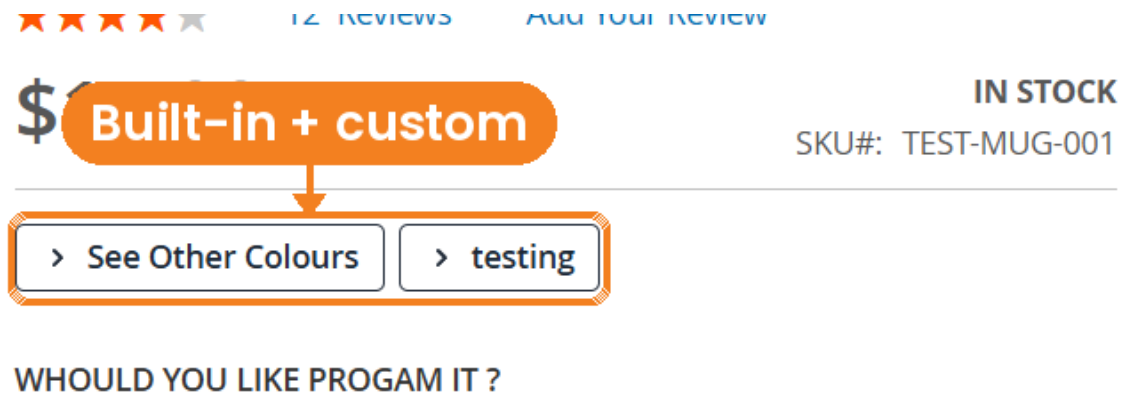 12 Reviews Add Your Review
$
Built-in + custom
IN STOCK
SKU#: TEST-MUG-001
> See Other Colours
> testing
WHOULD YOU LIKE PROGAM IT ?